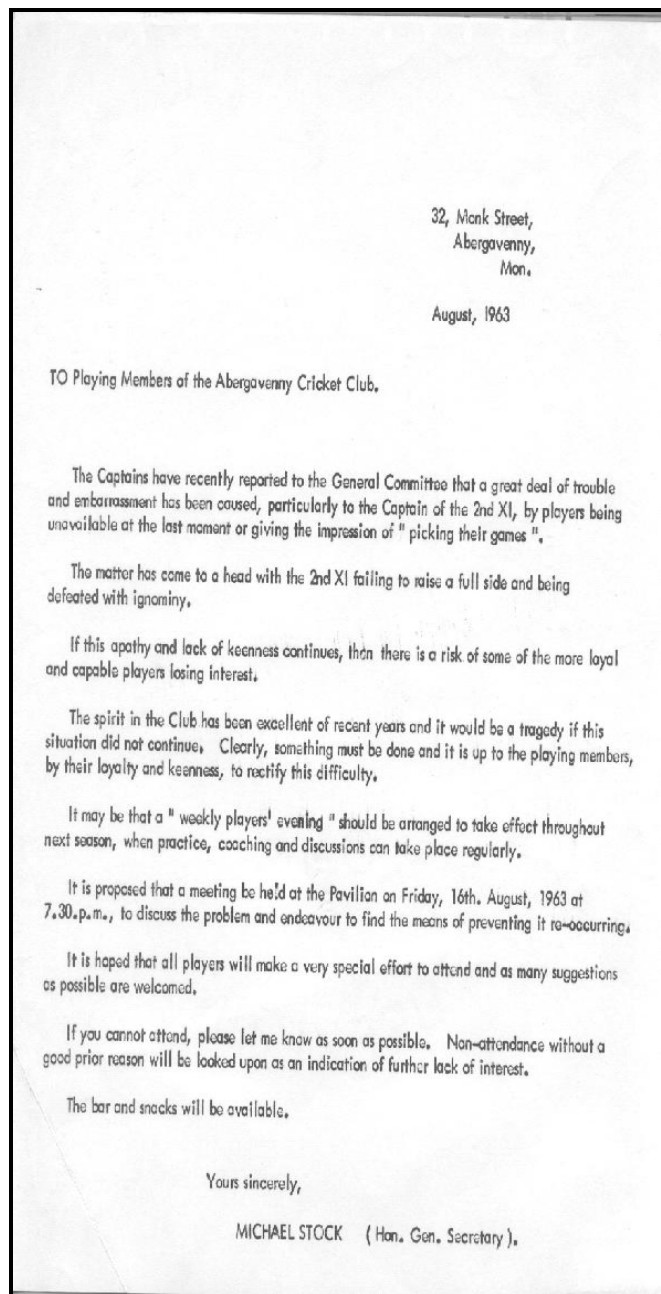 32, Monk Street,
Abergavenny,
Mon.
August, 1963
TO Playing Members of the Abergavenny Cricket Club.
The Captains have recently reported to the General Committee that a great deal of trouble
and embarrassment has been caused, particularly to the Captain of the 2nd XI, by players being
unavailable at the last moment or giving the impression of " picking their games ".
The matter has come to a head with the 2nd XI failing to raise a full side and being
defeated with ignominy.
If this apathy and lack of keenness continues, then there is a risk of some of the more loyal
and capable players losing interest.
The spirit in the Club has been excellent of recent years and it would be a tragedy if this
situation did not continue. Clearly, something must be done and it is up to the playing members,
by their loyalty and keenness, to rectify this difficulty.
It may be that a " weekly players' evening " should be arranged to take effect throughout
next season, when practice, coaching and discussions can take place regularly.
It is proposed that a meeting be held at the Pavilion on Friday, 16th. August, 1963 at
7.30.p.m., to discuss the problem and endeavour to find the means of preventing it re-occurring.
It is hoped that all players will make a very special effort to attend and as many suggestions
as possible are welcomed.
If you cannot attend, please let me know as soon as possible. Non-attendance without a
good prior reason will be looked upon as an indication of further lack of interest.
The bar and snacks will be available.
Yours sincerely,
MICHAEL STOCK ( Hon. Gen. Secretary ).